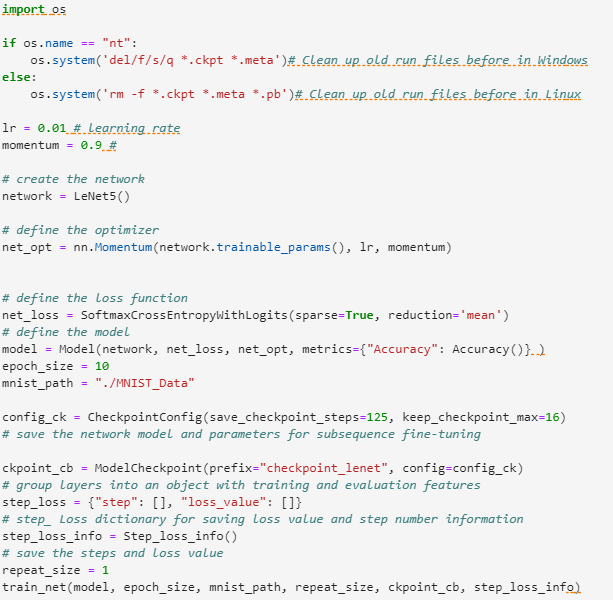 import os
if os.name == "nt":
    os.system('del/f/s/q *.ckpt *.meta')# Clean up old run files before in Windows
else:
    os.system('rm -f *.ckpt *.meta *.pb')# Clean up old run files before in Linux
lr = 0.01 # learning rate
momentum = 0.9 #
# create the network
network = LeNet5()
# define the optimizer
net_opt = nn.Momentum(network.trainable_params(), lr, momentum)
# define the loss function
net_loss = SoftmaxCrossEntropyWithLogits(sparse=True, reduction='mean')
# define the model
model = Model(network, net_loss, net_opt, metrics={"Accuracy": Accuracy()} )
epoch_size = 10
mnist_path = "./MNIST_Data"
config_ck = CheckpointConfig(save_checkpoint_steps=125, keep_checkpoint_max=16)
# save the network model and parameters for subsequence fine-tuning
ckpoint_cb = ModelCheckpoint(prefix="checkpoint_lenet", config=config_ck)
# group layers into an object with training and evaluation features
step_loss = {"step": [], "loss_value": []}
# step_ Loss dictionary for saving loss value and step number information
step_loss_info = Step_loss_info()
# save the steps and loss value
repeat_size = 1
train_net(model, epoch_size, mnist_path, repeat_size, ckpoint_cb, step_loss_info)